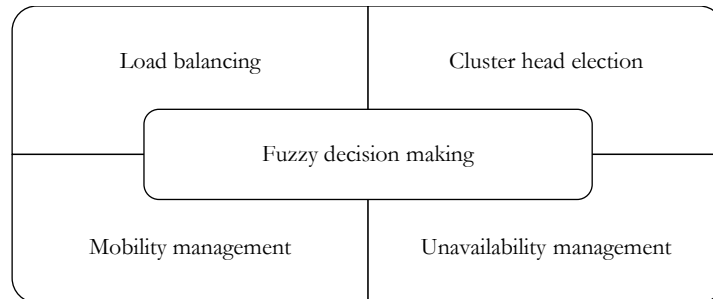 Load balancing
Cluster head election
Fuzzy decision making
Mobility management
Unavailability management